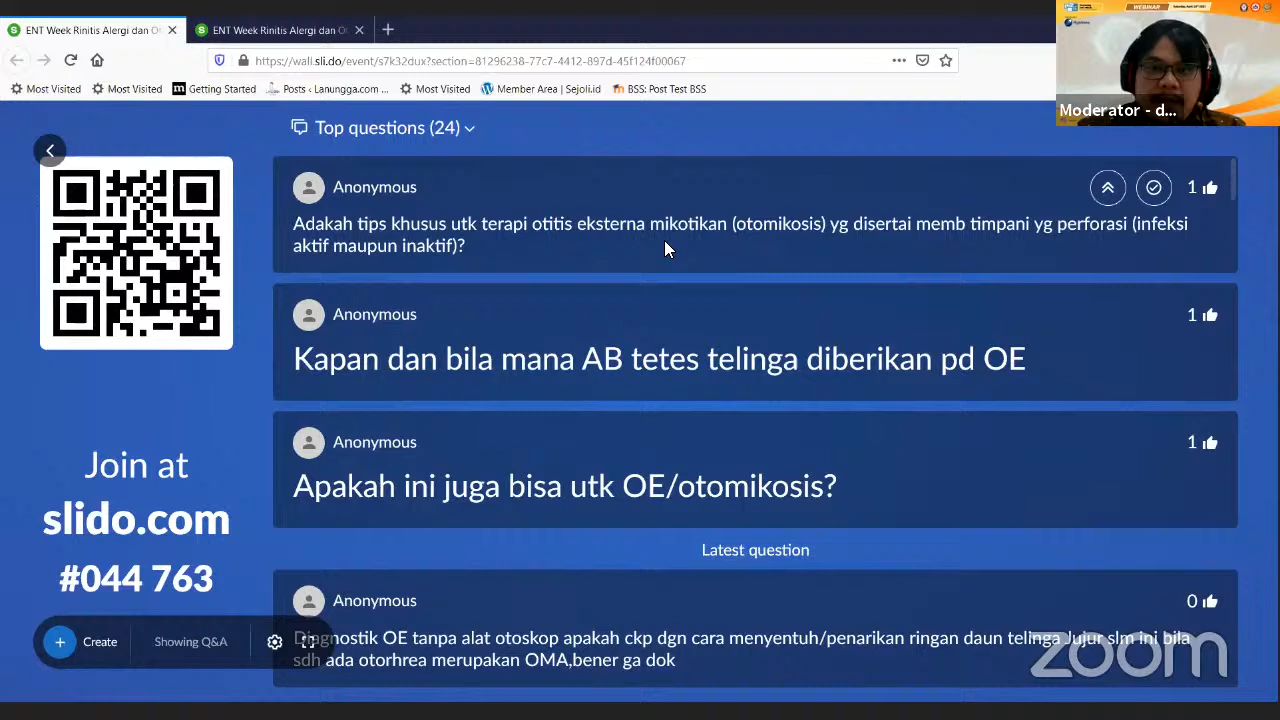 ENT Week Rinitis Alergi dan O
ENT Week Rinitis Alergi dan O
https://wall.sli.do/event/s7k32dux?section=81296238-77c7-4412-897d-45f124f00067
Most Visited
Most Visited
Getting Started
Posts ‹ Lanungga.com ...
Most Visited
Member Area | Sejoli.id
BSS: Post Test BSS
WEBINAR
Moderator - d...
Top questions (24)
Anonymous
1
Adakah tips khusus utk terapi otitis eksterna mikotikan (otomikosis) yg disertai memb timpani yg perforasi (infeksi
aktif maupun inaktif)?
Anonymous
1
Kapan dan bila mana AB tetes telinga diberikan pd OE
Anonymous
1
Apakah ini juga bisa utk OE/otomikosis?
Latest question
Anonymous
0
Diagnostik OE tanpa alat otoskop apakah ckp dgn cara menyentuh/penarikan ringan daun telinga Jujur slm ini bila
sdh ada otorhrea merupakan OMA,bener ga dok
Join at
slido.com
#044 763
Create
Showing Q&A
zoom